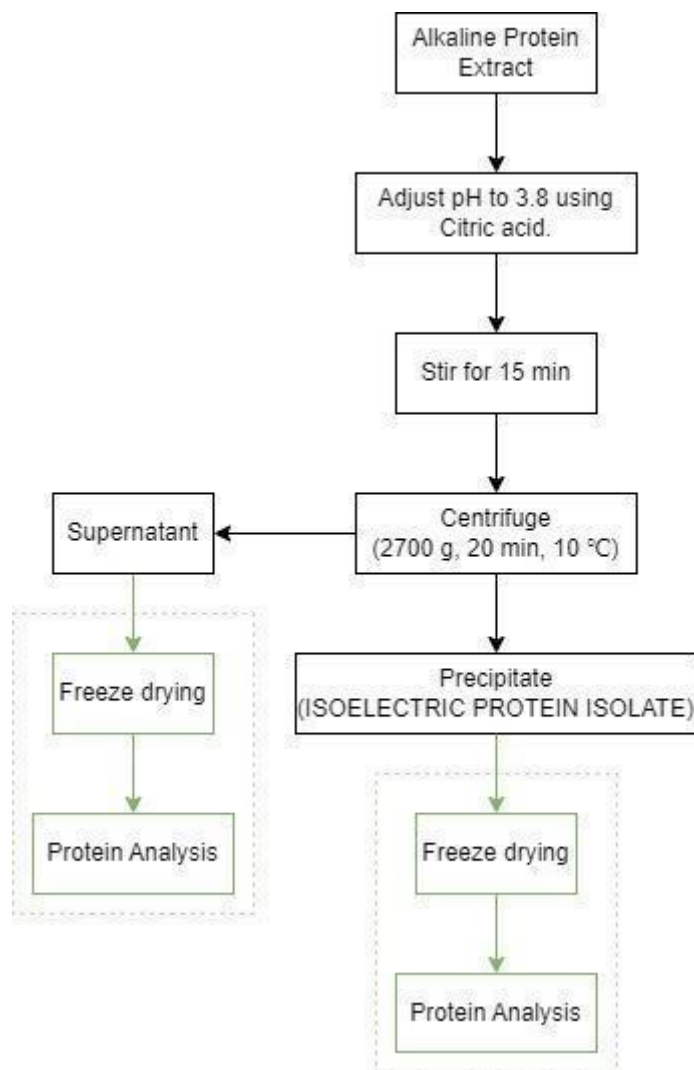 Alkaline Protein
Extract
Adjust pH to 3.8 using
Citric acid.
Stir for 15 min
Centrifuge
(2700 g, 20 min, 10 ℃)
Supernatant
Freeze drying
Protein Analysis
Precipitate
(ISOELECTRIC PROTEIN ISOLATE)
Freeze drying
Protein Analysis